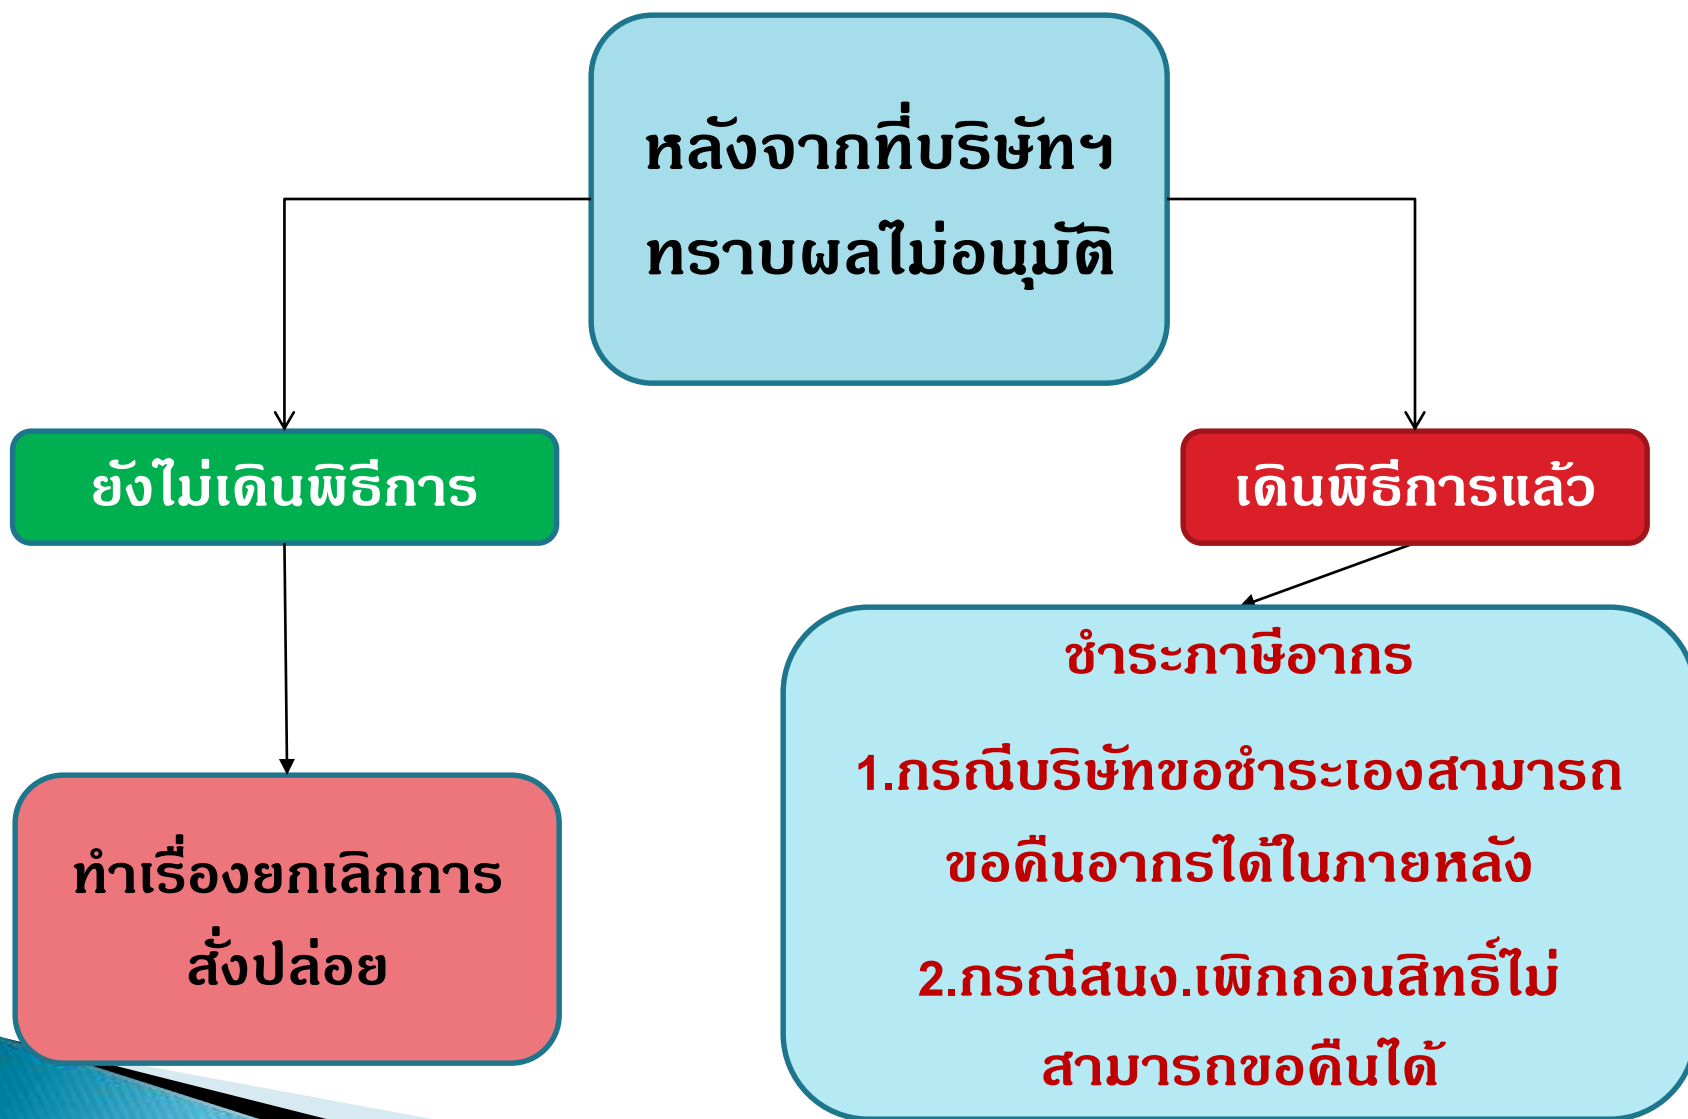 หลังจากที่บริษัทฯ
ทราบผลไม่อนุมัติ
ยังไม่เดินพิธีการ
เดินพิธีการแล้ว
ทำเรื่องยกเลิกการ
สั่งปล่อย
ชำระภาษีอากร
1.กรณีบริษัทขอชำระเองสามารถ
ขอคืนอากรได้ในภายหลัง
2.กรณีสนง.เพิกถอนสิทธิ์ไม่
สามารถขอคืนได้